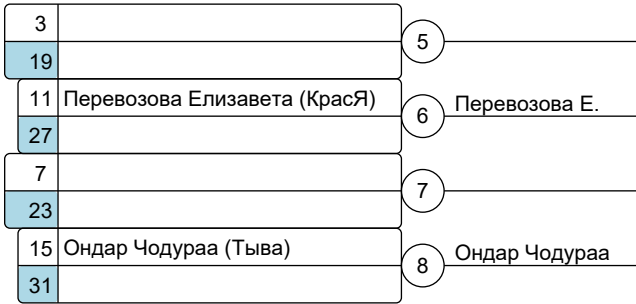 3
5
19
11 Перевозова Елизавета (КрасЯ)
6 Перевозова Е.
27
7
7
23
15 Ондар Чодураа (Тыва)
8 Ондар Чодураа
31